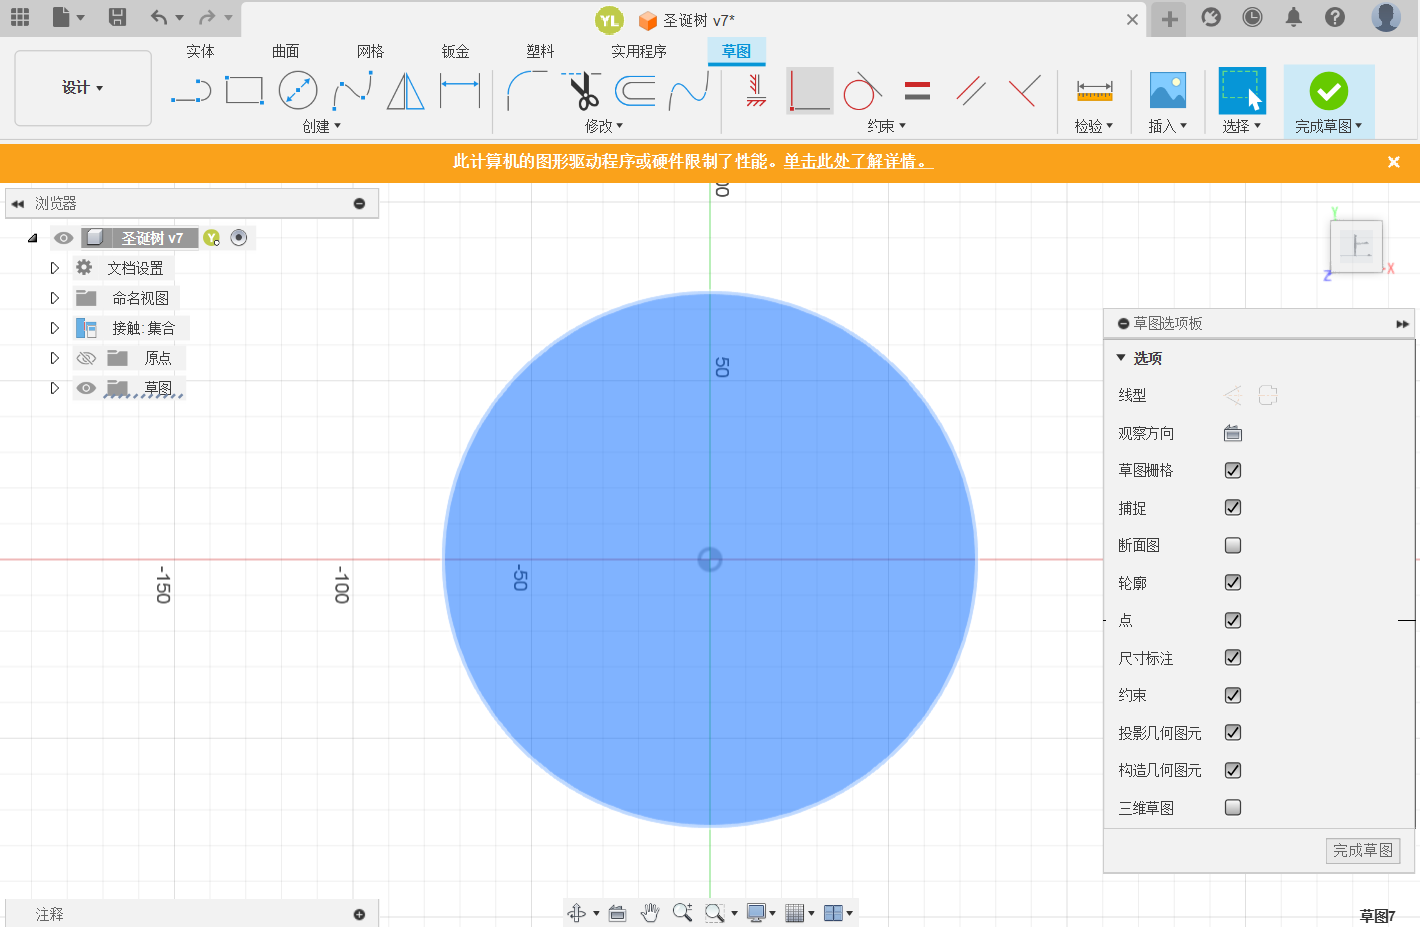 YL 圣诞树 v7*
实体 曲面 网格 钣金 塑料 实用程序 草图
设计
创建 修改 约束 检验 插入 选择 完成草图
此计算机的图形驱动程序或硬件限制了性能。单击此处了解详情。
浏览器
圣诞树 v7 Y
文档设置
命名视图
接触: 集合
原点
草图
00
50
-150
-100
-50
Y
上
Z
X
草图选项板
选项
线型
观察方向
草图栅格
捕捉
断面图
轮廓
点
尺寸标注
约束
投影几何图元
构造几何图元
三维草图
完成草图
注释
草图7